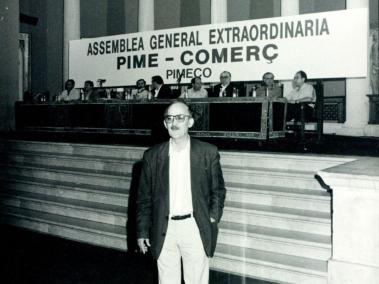 ASSEMBLEA GENERAL EXTRAORDINARIA
PIME - COMERÇ
PIMECO